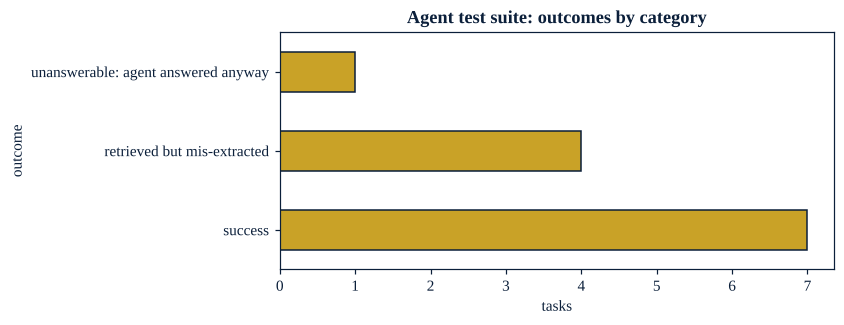 Agent test suite: outcomes by category
outcome
unanswerable: agent answered anyway
retrieved but mis-extracted
success
0 1 2 3 4 5 6 7
tasks